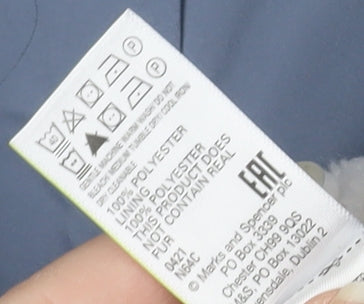 40 P
P
GENTLE MACHINE WARM WASH DO NOT
BLEACH MEDIUM TUMBLE DRY COOL IRON
DRY CLEANABLE
100% POLYESTER
LINING
100% POLYESTER
THIS PRODUCT DOES
NOT CONTAIN REAL
FUR
0421
N64C
EAC
© Marks and Spencer plc
PO Box 3339
Chester CH99 9QS
M&S, PO Box 13022
nsdale, Dublin 2